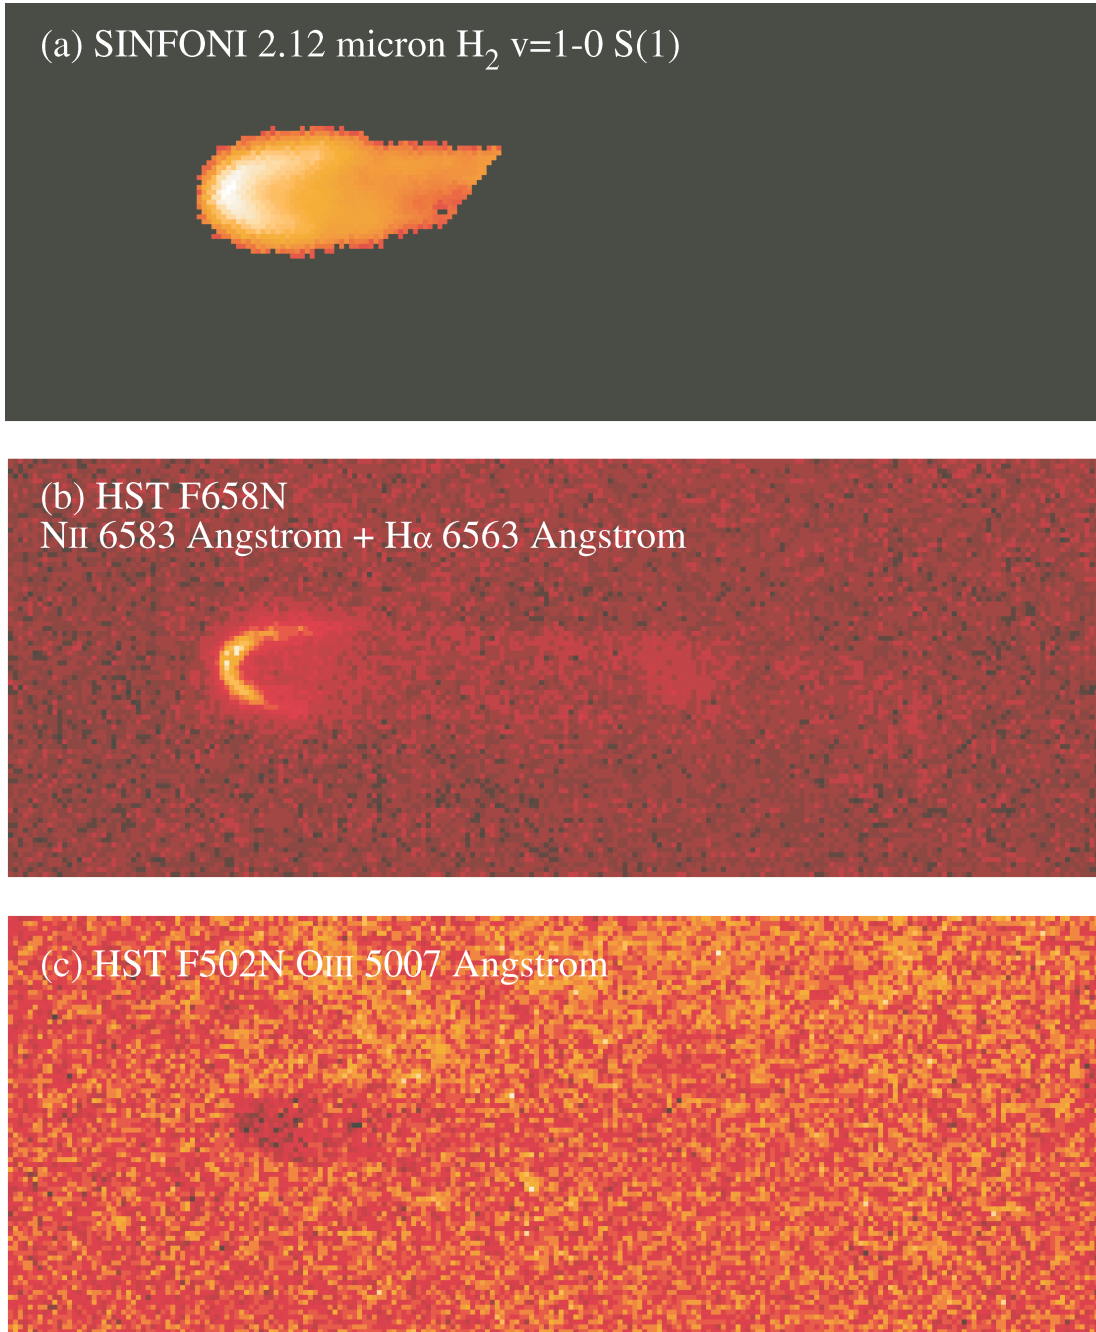 (a) SINFONI 2.12 micron H₂ v=1-0 S(1)
(b) HST F658N
NII 6583 Angstrom + Hα 6563 Angstrom
(c) HST F502N OIII 5007 Angstrom